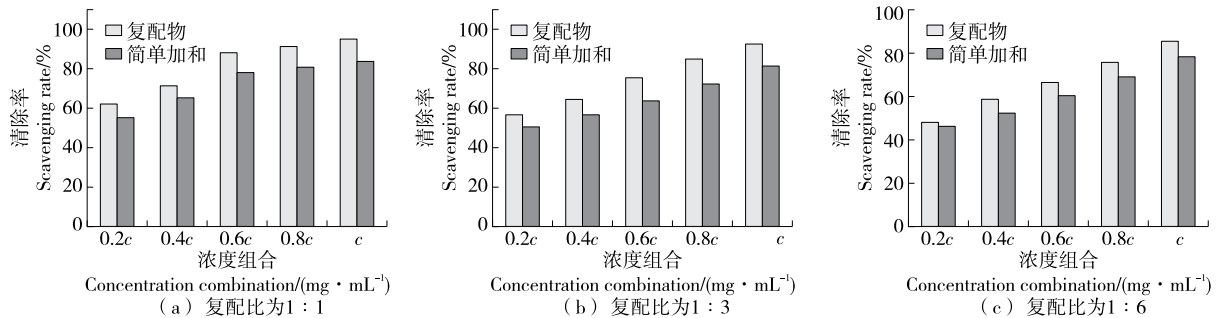 100
80
60
40
20
0
清除率
Scavenging rate/%
复配物
简单加和
0.2c 0.4c 0.6c 0.8c c
浓度组合
Concentration combination/(mg·mL⁻¹)
(a) 复配比为1∶1
100
80
60
40
20
0
清除率
Scavenging rate/%
复配物
简单加和
0.2c 0.4c 0.6c 0.8c c
浓度组合
Concentration combination/(mg·mL⁻¹)
(b) 复配比为1∶3
100
80
60
40
20
0
清除率
Scavenging rate/%
复配物
简单加和
0.2c 0.4c 0.6c 0.8c c
浓度组合
Concentration combination/(mg·mL⁻¹)
(c) 复配比为1∶6